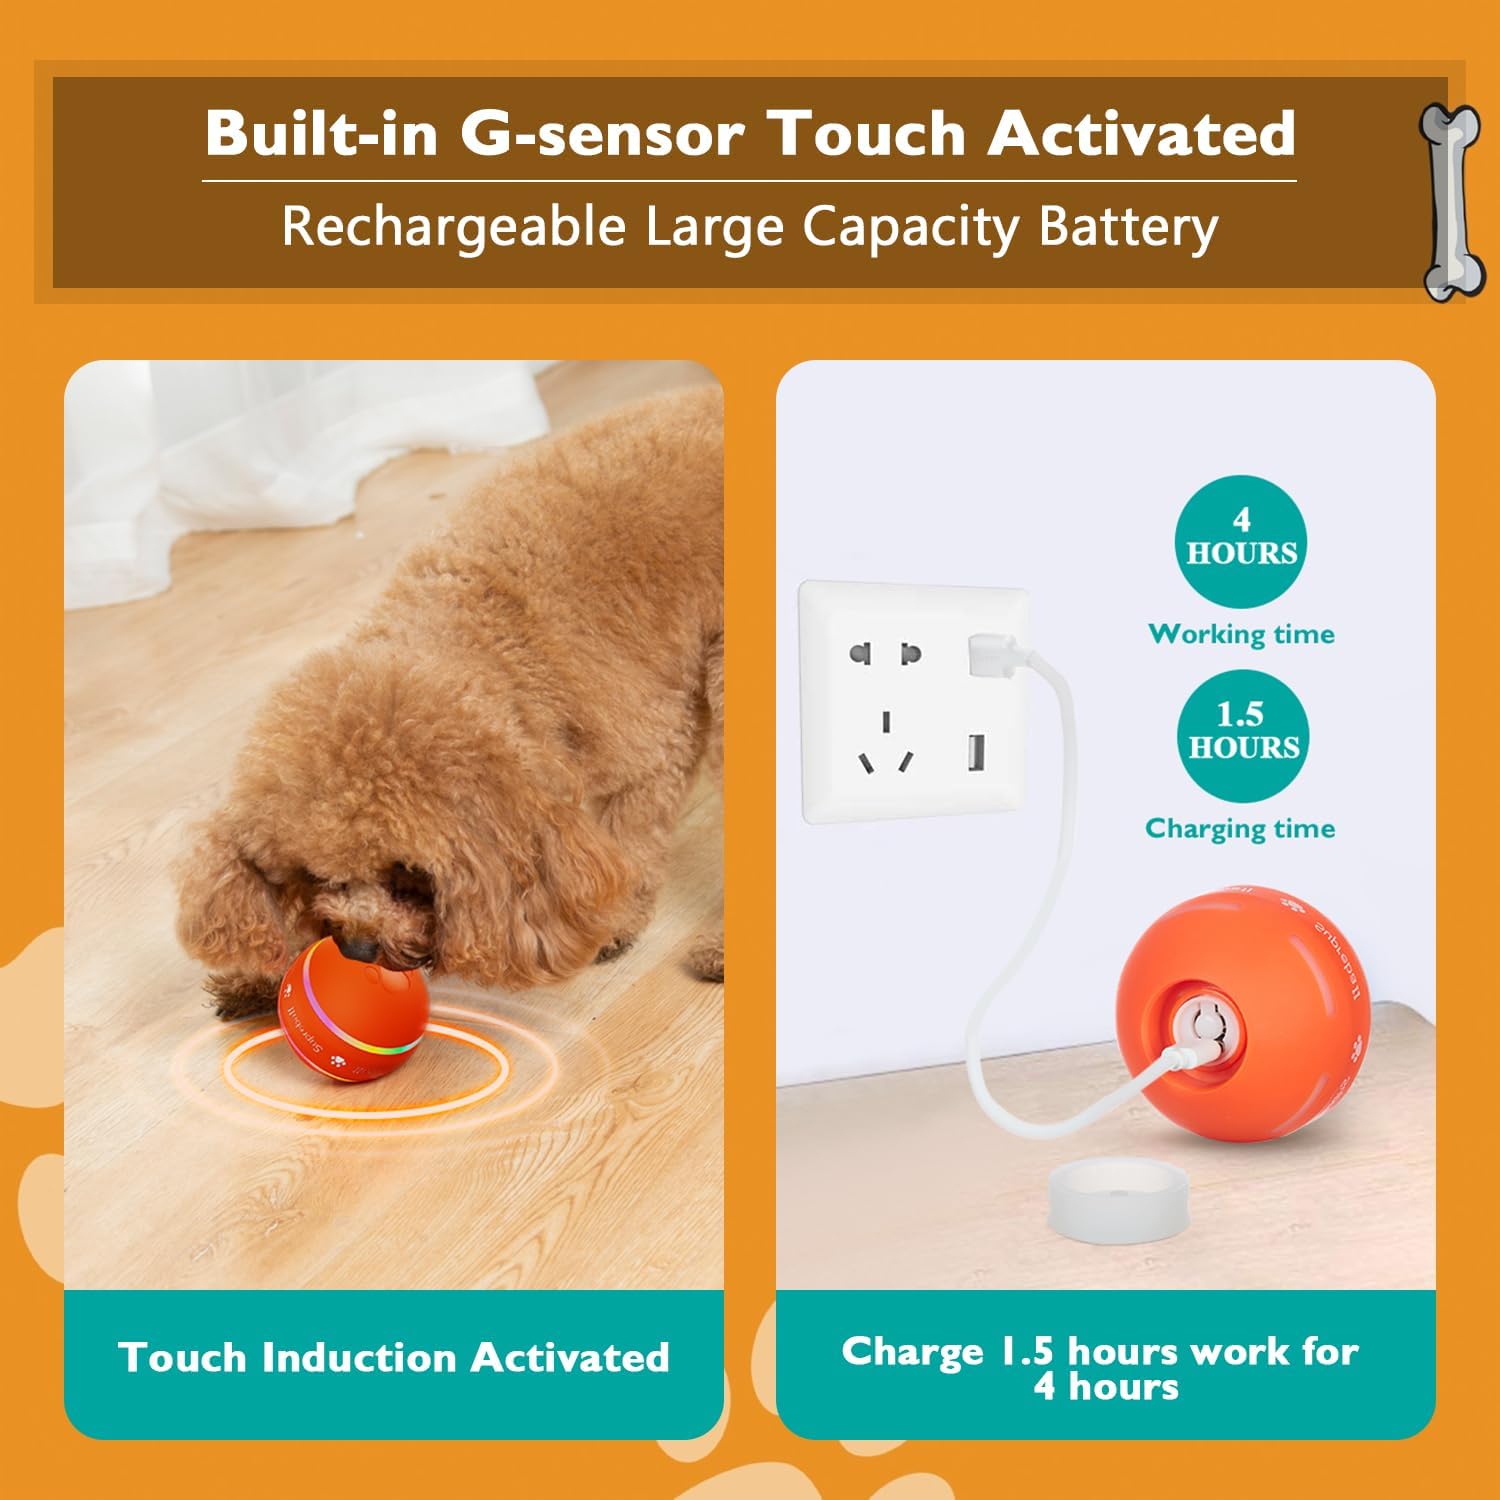 Built-in G-sensor Touch Activated
Rechargeable Large Capacity Battery
4
HOURS
Working time
1.5
HOURS
Charging time
Suprepall
Touch Induction Activated
Charge 1.5 hours work for
4 hours